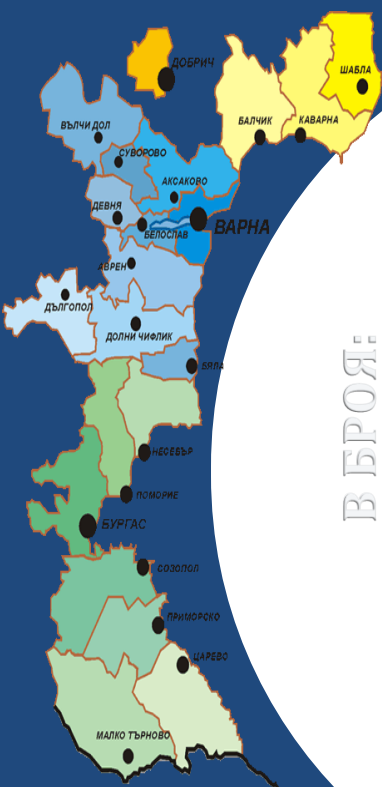 ДОБРИЧ
ШАБЛА
БАЛЧИК
КАВАРНА
ВЪЛЧИ ДОЛ
СУВОРОВО
АКСАКОВО
ДЕВНЯ
ВАРНА
БЕЛОСЛАВ
АВРЕН
ДЪЛГОПОЛ
ДОЛНИ ЧИФЛИК
БЯЛА
НЕСЕБЪР
ПОМОРИЕ
БУРГАС
СОЗОПОЛ
ПРИМОРСКО
ЦАРЕВО
МАЛКО ТЪРНОВО
В БРОЯ: